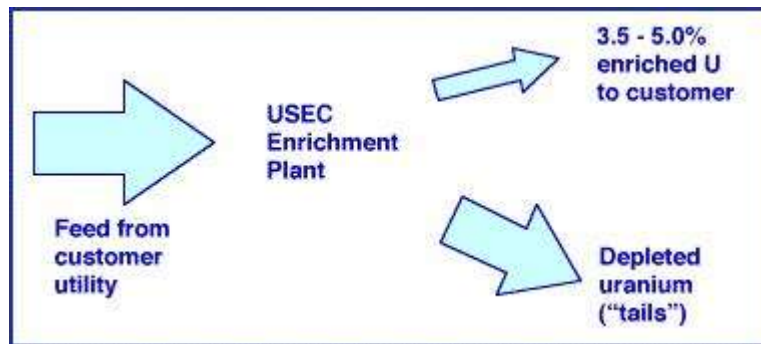 Feed from
customer
utility
USEC
Enrichment
Plant
3.5 - 5.0%
enriched U
to customer
Depleted
uranium
(“tails”)